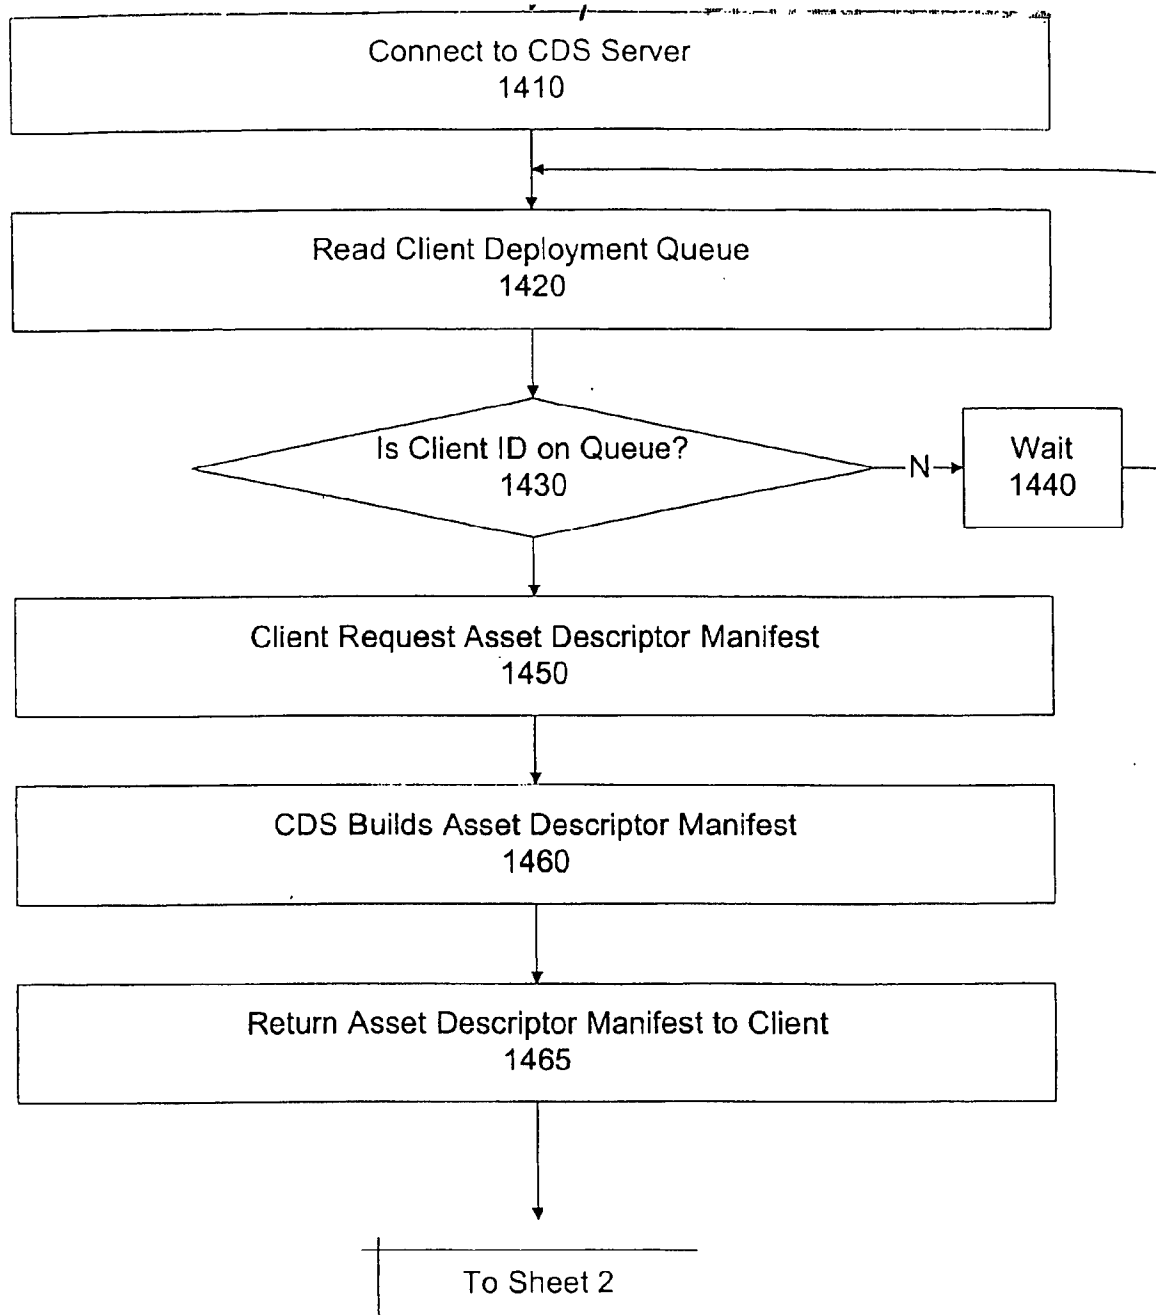 Connect to CDS Server
1410
Read Client Deployment Queue
1420
Is Client ID on Queue?
1430
N
Wait
1440
Client Request Asset Descriptor Manifest
1450
CDS Builds Asset Descriptor Manifest
1460
Return Asset Descriptor Manifest to Client
1465
To Sheet 2